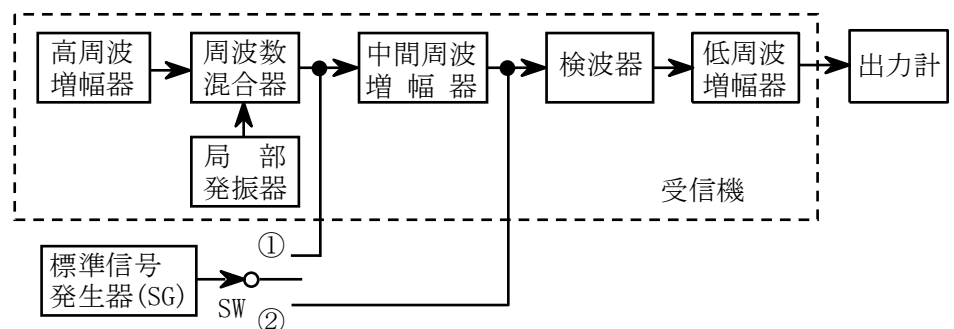 高周波
増幅器
周波数
混合器
中間周波
増幅器
検波器
低周波
増幅器
出力計
局部
発振器
受信機
標準信号
発生器(SG)
SW
①
②